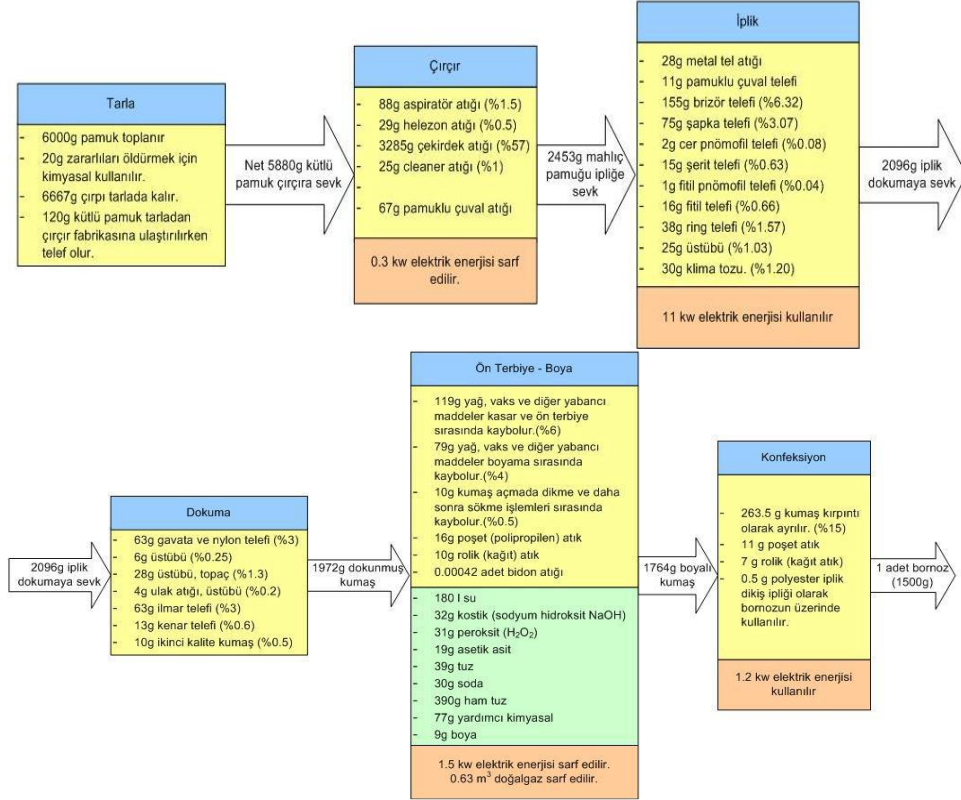 Tarla
- 6000g pamuk toplanır
- 20g zararlıları öldürmek için
kimyasal kullanılır.
- 6667g çırpı tarlada kalır.
- 120g kütlü pamuk tarladan
çırçır fabrikasına ulaştırılırken
telef olur.
Net 5880g kütlü
pamuk çırçıra sevk
Çırçır
- 88g aspiratör atığı (%1.5)
- 29g helezon atığı (%0.5)
- 3285g çekirdek atığı (%57)
- 25g cleaner atığı (%1)
-
67g pamuklu çuval atığı
0.3 kw elektrik enerjisi sarf
edilir.
2453g mahlıç
pamuğu ipliğe
sevk
İplik
- 28g metal tel atığı
- 11g pamuklu çuval telefi
- 155g brizör telefi (%6.32)
- 75g şapka telefi (%3.07)
- 2g cer pnömofil telefi (%0.08)
- 15g şerit telefi (%0.63)
- 1g fitil pnömofil telefi (%0.04)
- 16g fitil telefi (%0.66)
- 38g ring telefi (%1.57)
- 25g üstübü (%1.03)
- 30g klima tozu. (%1.20)
11 kw elektrik enerjisi kullanılır
2096g iplik
dokumaya sevk
2096g iplik
dokumaya sevk
Dokuma
- 63g gavata ve nylon telefi (%3)
- 6g üstübü (%0.25)
- 28g üstübü, topaç (%1.3)
- 4g ulak atığı, üstübü (%0.2)
- 63g ilmar telefi (%3)
- 13g kenar telefi (%0.6)
- 10g ikinci kalite kumaş (%0.5)
1972g dokunmuş
kumaş
Ön Terbiye - Boya
- 119g yağ, vaks ve diğer yabancı
maddeler kasar ve ön terbiye
sırasında kaybolur.(%6)
- 79g yağ, vaks ve diğer yabancı
maddeler boyama sırasında
kaybolur.(%4)
- 10g kumaş açmada dikme ve daha
sonra sökme işlemleri sırasında
kaybolur.(%0.5)
- 16g poşet (polipropilen) atık
- 10g rolik (kağıt) atık
- 0.00042 adet bidon atığı
- 180 l su
- 32g kostik (sodyum hidroksit NaOH)
- 31g peroksit (H₂O₂)
- 19g asetik asit
- 39g tuz
- 30g soda
- 390g ham tuz
- 77g yardımcı kimyasal
- 9g boya
1.5 kw elektrik enerjisi sarf edilir.
0.63 m³ doğalgaz sarf edilir.
1764g boyalı
kumaş
Konfeksiyon
- 263.5 g kumaş kırpıntı
olarak ayrılır. (%15)
- 11 g poşet atık
- 7 g rolik (kağıt atık)
- 0.5 g polyester iplik
dikiş ipliği olarak
bornozun üzerinde
kullanılır.
1.2 kw elektrik enerjisi
kullanılır
1 adet bornoz
(1500g)